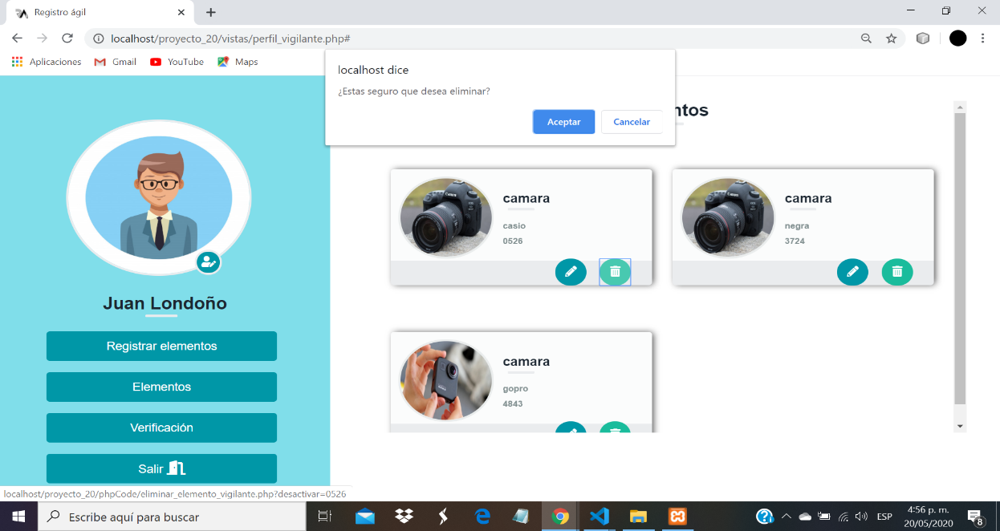 Registro ágil
localhost/proyecto_20/vistas/perfil_vigilante.php#
Aplicaciones Gmail YouTube Maps
localhost dice
¿Estas seguro que desea eliminar?
Aceptar Cancelar
ntos
Juan Londoño
Registrar elementos
Elementos
Verificación
Salir
camara
casio
0526
camara
negra
3724
camara
gopro
4843
localhost/proyecto_20/phpCode/eliminar_elemento_vigilante.php?desactivar=0526
Escribe aquí para buscar
ESP
4:56 p. m.
20/05/2020
8